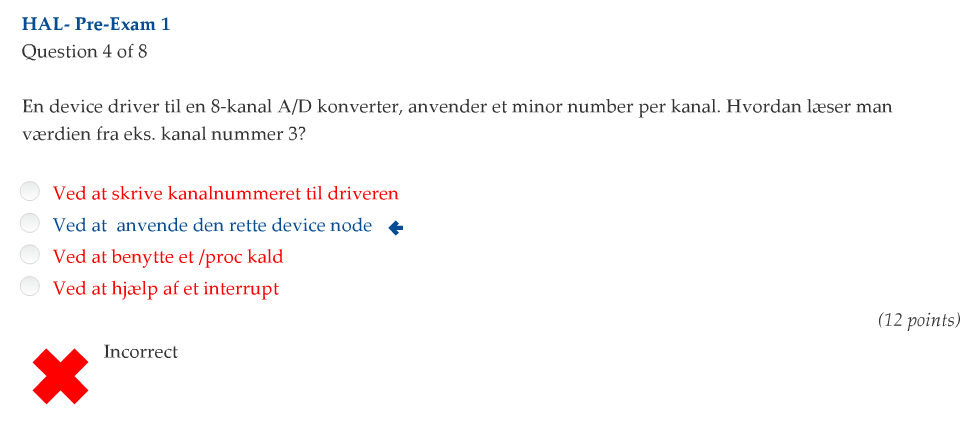 HAL- Pre-Exam 1
Question 4 of 8
En device driver til en 8-kanal A/D konverter, anvender et minor number per kanal. Hvordan læser man
værdien fra eks. kanal nummer 3?
Ved at skrive kanalnummeret til driveren
Ved at anvende den rette device node
Ved at benytte et /proc kald
Ved at hjælp af et interrupt
(12 points)
Incorrect